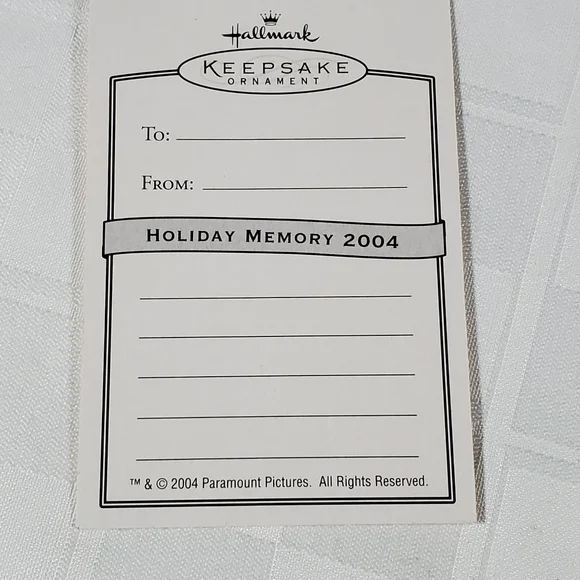 Hallmark
KEEPSAKE
ORNAMENT
TO:
FROM:
HOLIDAY MEMORY 2004
™ & © 2004 Paramount Pictures. All Rights Reserved.